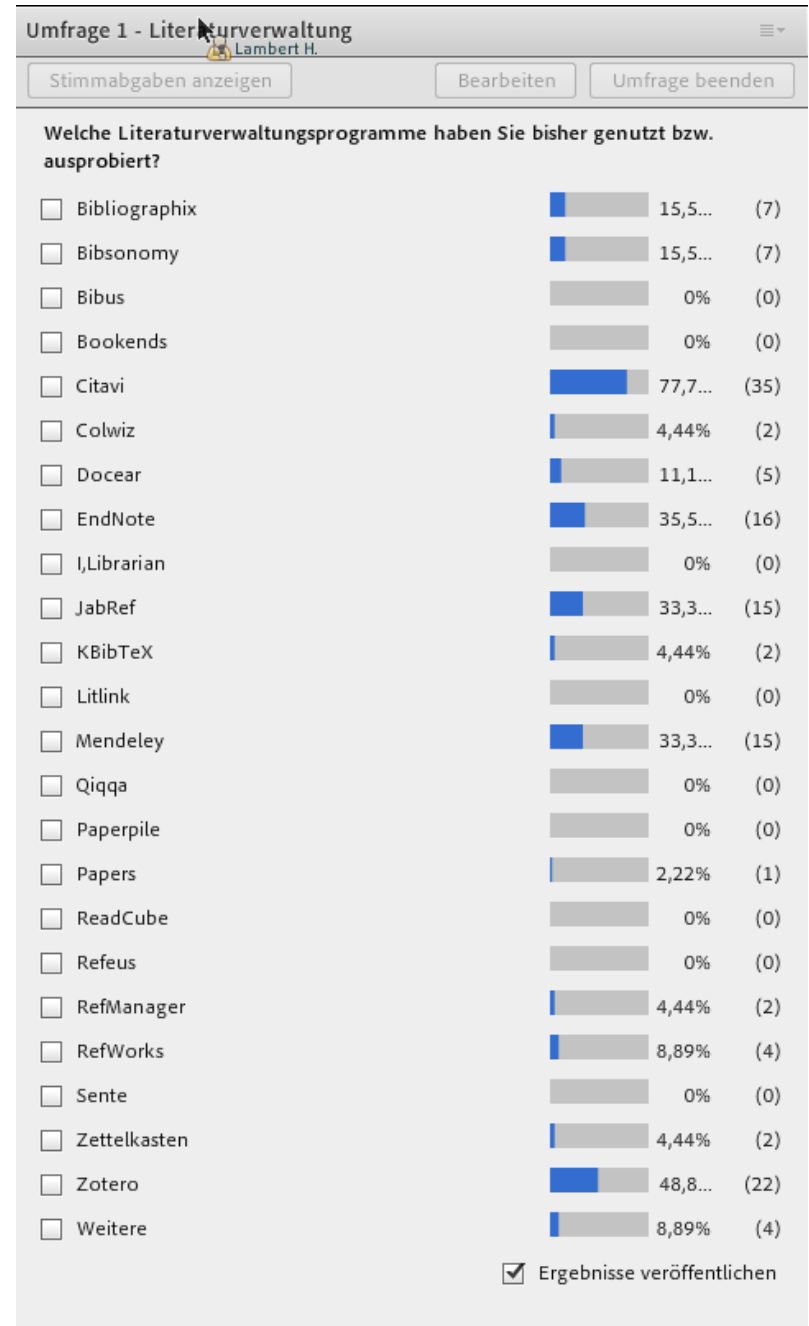 Umfrage 1 - Literaturverwaltung
Lambert H.
Stimmabgaben anzeigen Bearbeiten Umfrage beenden
Welche Literaturverwaltungsprogramme haben Sie bisher genutzt bzw.
ausprobiert?
Bibliographix 15,5... (7)
Bibsonomy 15,5... (7)
Bibus 0% (0)
Bookends 0% (0)
Citavi 77,7... (35)
Colwiz 4,44% (2)
Docear 11,1... (5)
EndNote 35,5... (16)
I,Librarian 0% (0)
JabRef 33,3... (15)
KBibTeX 4,44% (2)
Litlink 0% (0)
Mendeley 33,3... (15)
Qiqqa 0% (0)
Paperpile 0% (0)
Papers 2,22% (1)
ReadCube 0% (0)
Refeus 0% (0)
RefManager 4,44% (2)
RefWorks 8,89% (4)
Sente 0% (0)
Zettelkasten 4,44% (2)
Zotero 48,8... (22)
Weitere 8,89% (4)
Ergebnisse veröffentlichen